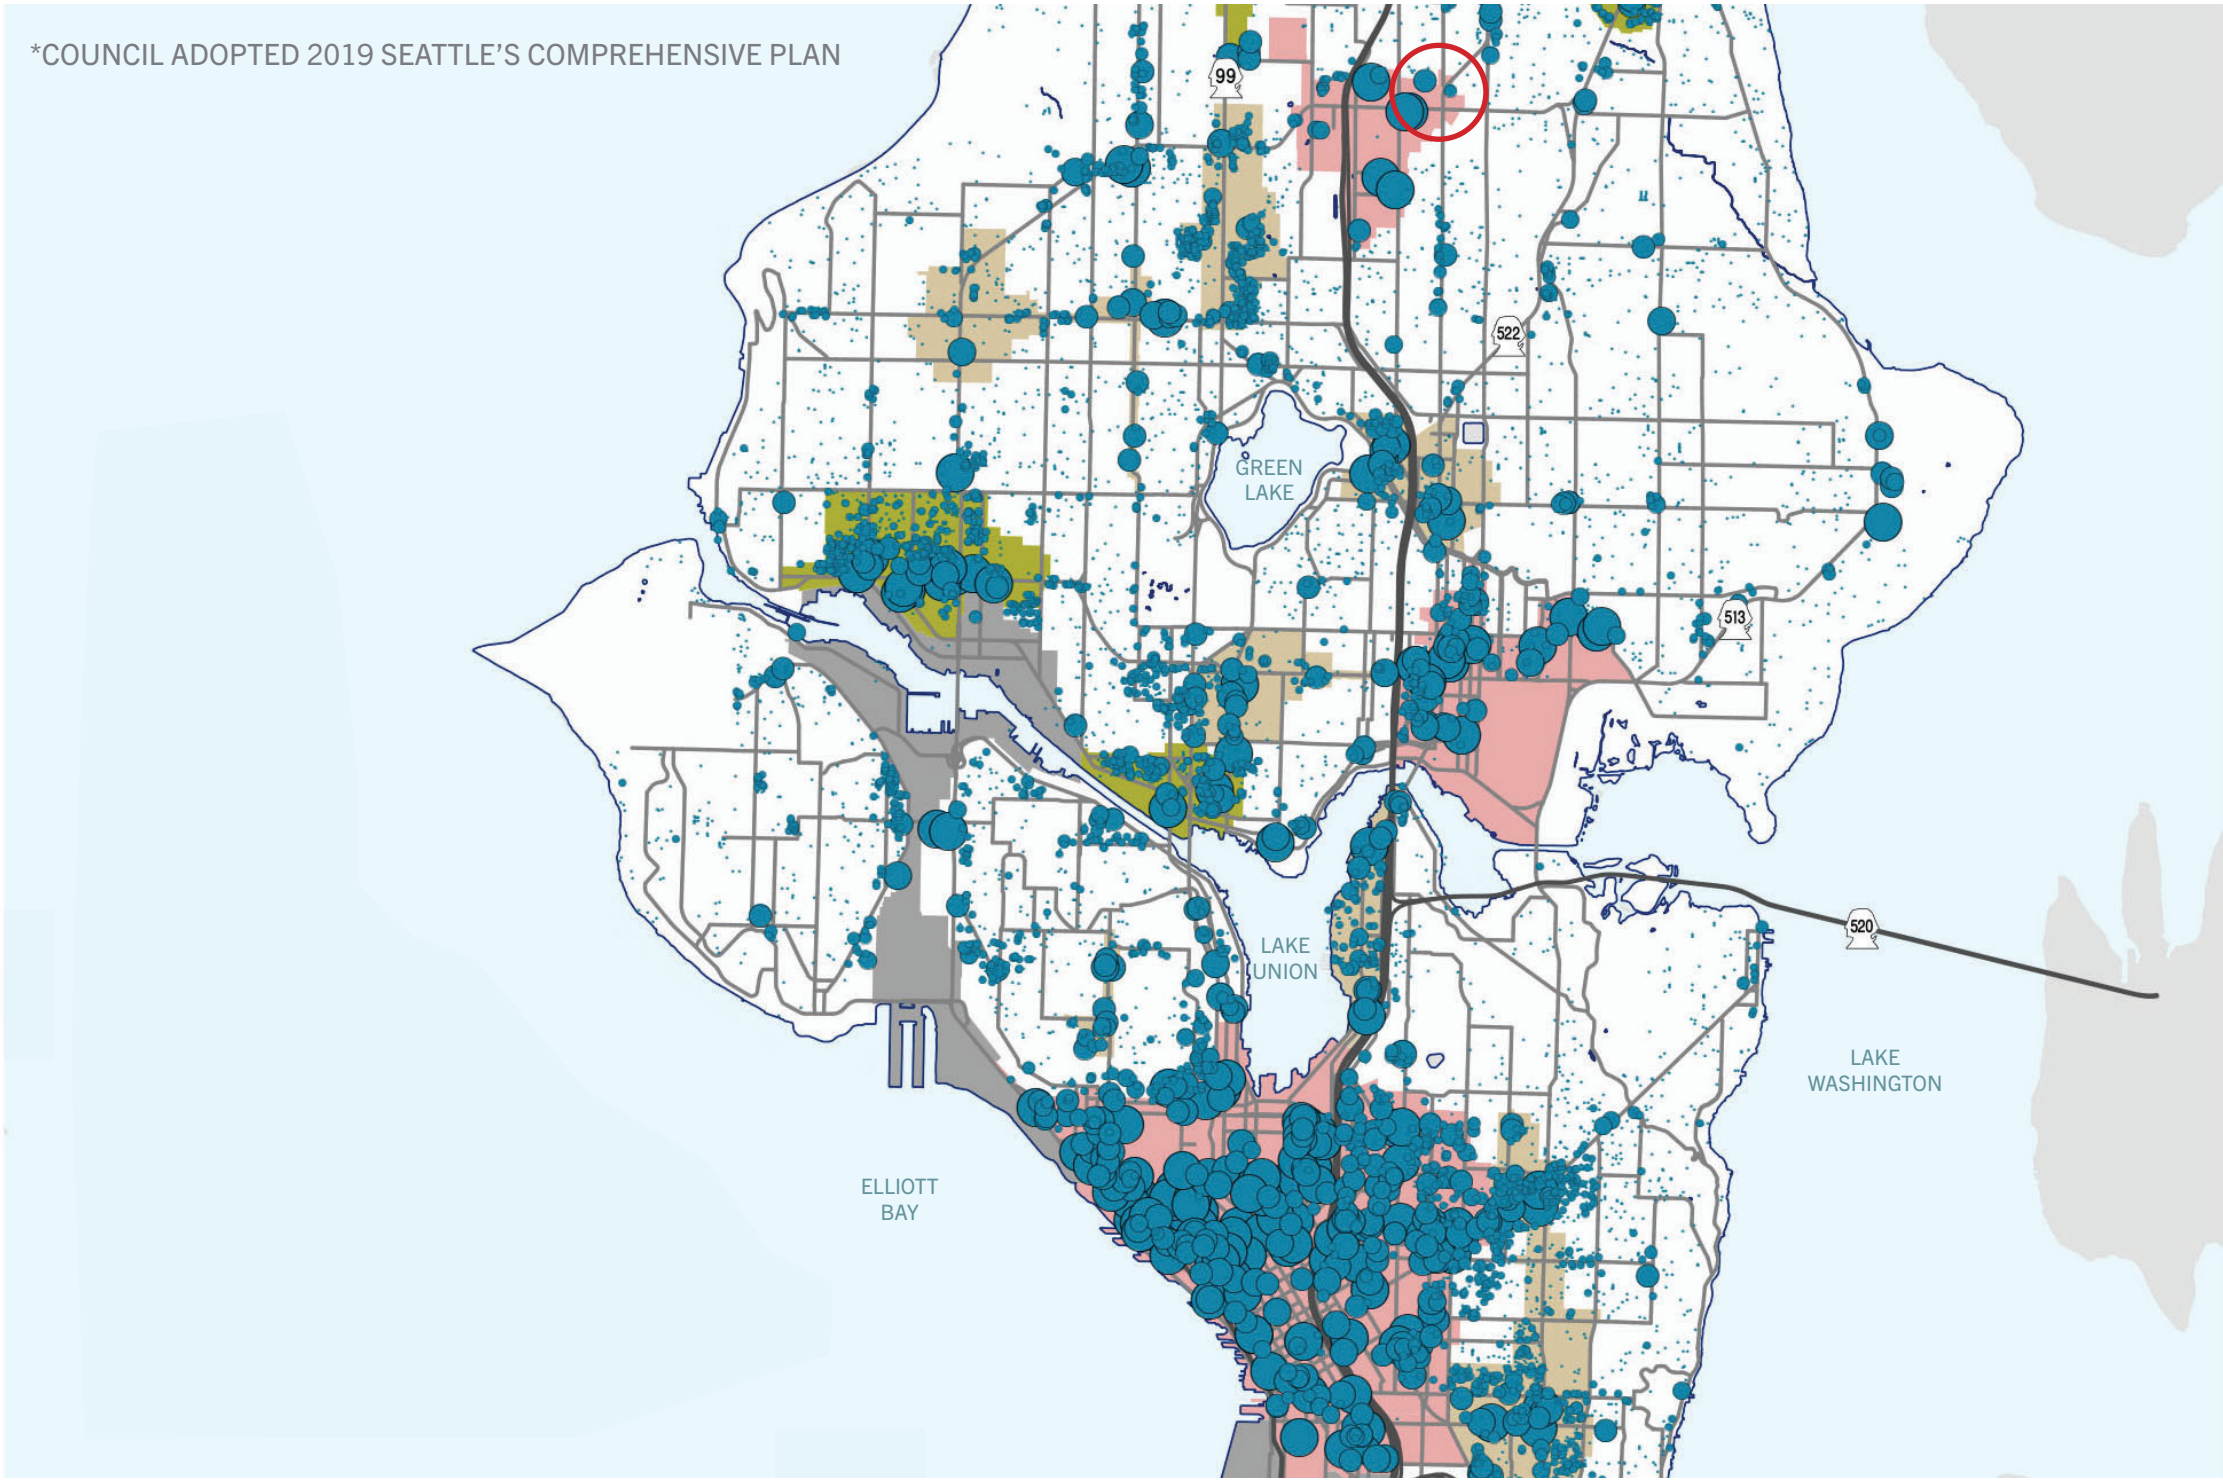 *COUNCIL ADOPTED 2019 SEATTLE'S COMPREHENSIVE PLAN
99
522
GREEN
LAKE
513
520
LAKE
UNION
LAKE
WASHINGTON
ELLIOTT
BAY